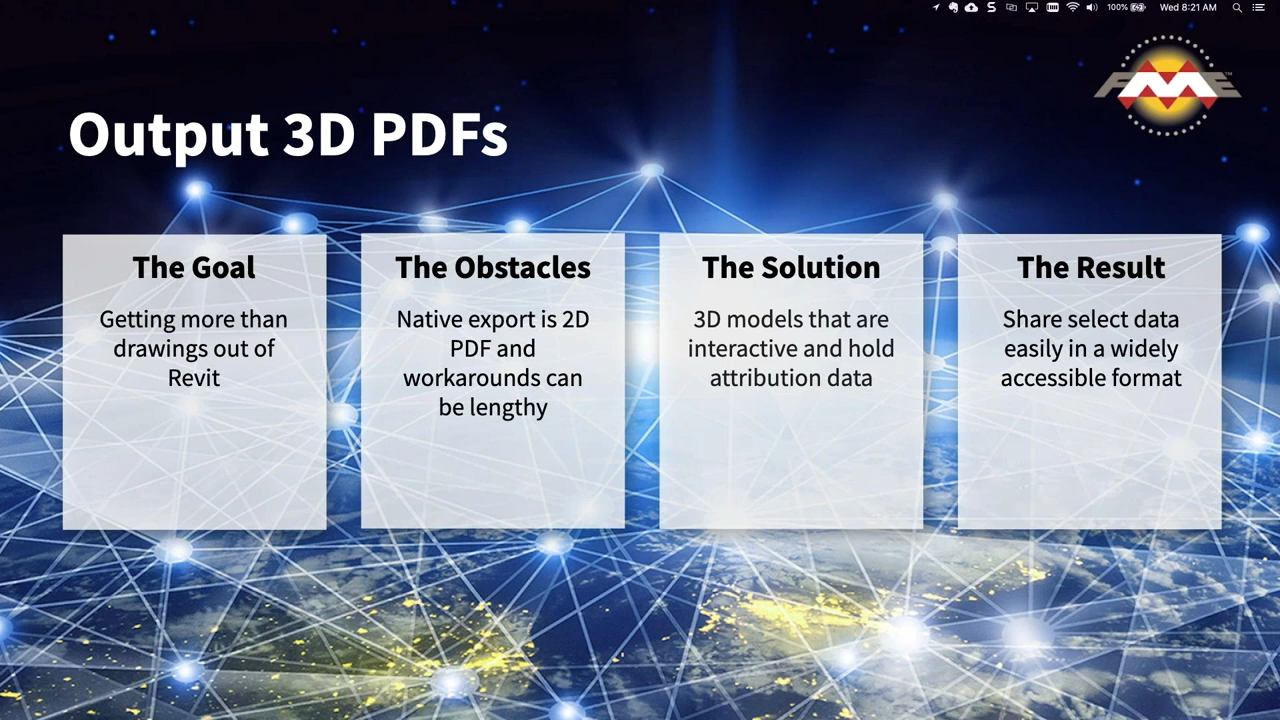 100%
Wed 8:21 AM
FME
Output 3D PDFs
The Goal
Getting more than
drawings out of
Revit
The Obstacles
Native export is 2D
PDF and
workarounds can
be lengthy
The Solution
3D models that are
interactive and hold
attribution data
The Result
Share select data
easily in a widely
accessible format